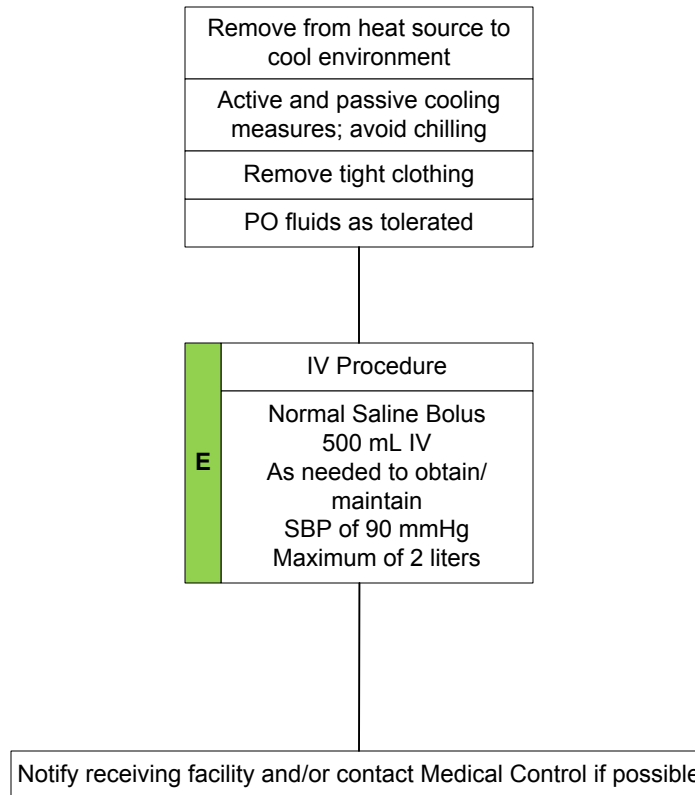 Remove from heat source to
cool environment
Active and passive cooling
measures; avoid chilling
Remove tight clothing
PO fluids as tolerated
E
IV Procedure
Normal Saline Bolus
500 mL IV
As needed to obtain/
maintain
SBP of 90 mmHg
Maximum of 2 liters
Notify receiving facility and/or contact Medical Control if possible